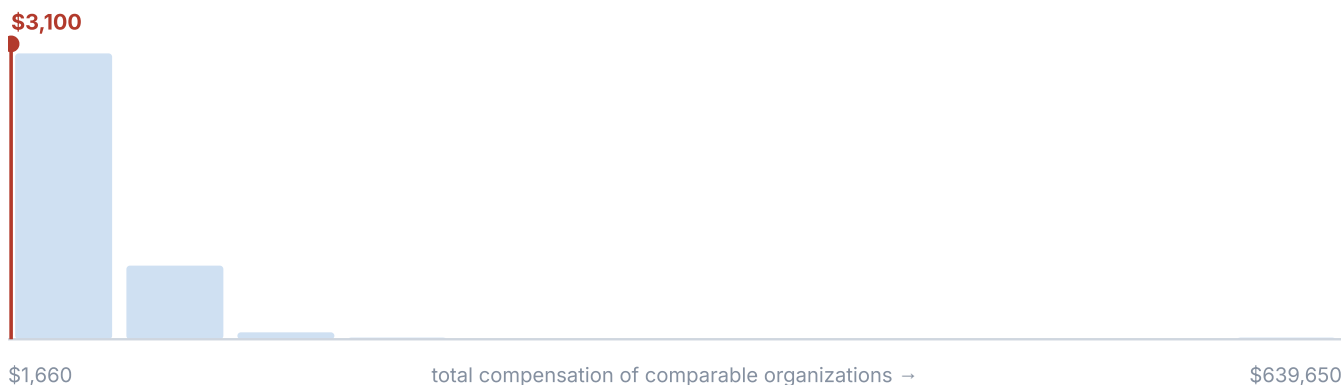 $3,100
$1,660 total compensation of comparable organizations → $639,650